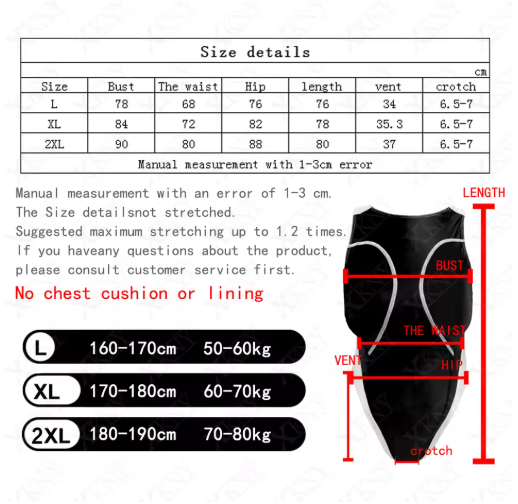 Size details
cm
Size Bust The waist Hip length vent crotch
L 78 68 76 76 34 6.5-7
XL 84 72 82 78 35.3 6.5-7
2XL 90 80 88 80 37 6.5-7
Manual measurement with 1-3cm error
Manual measurement with an error of 1-3 cm.
The Size detailsnot stretched.
Suggested maximum stretching up to 1.2 times.
If you haveany questions about the product,
please consult customer service first.
No chest cushion or lining
L 160-170cm 50-60kg
XL 170-180cm 60-70kg
2XL 180-190cm 70-80kg
LENGTH
BUST
THE WAIST
VENT
HIP
crotch